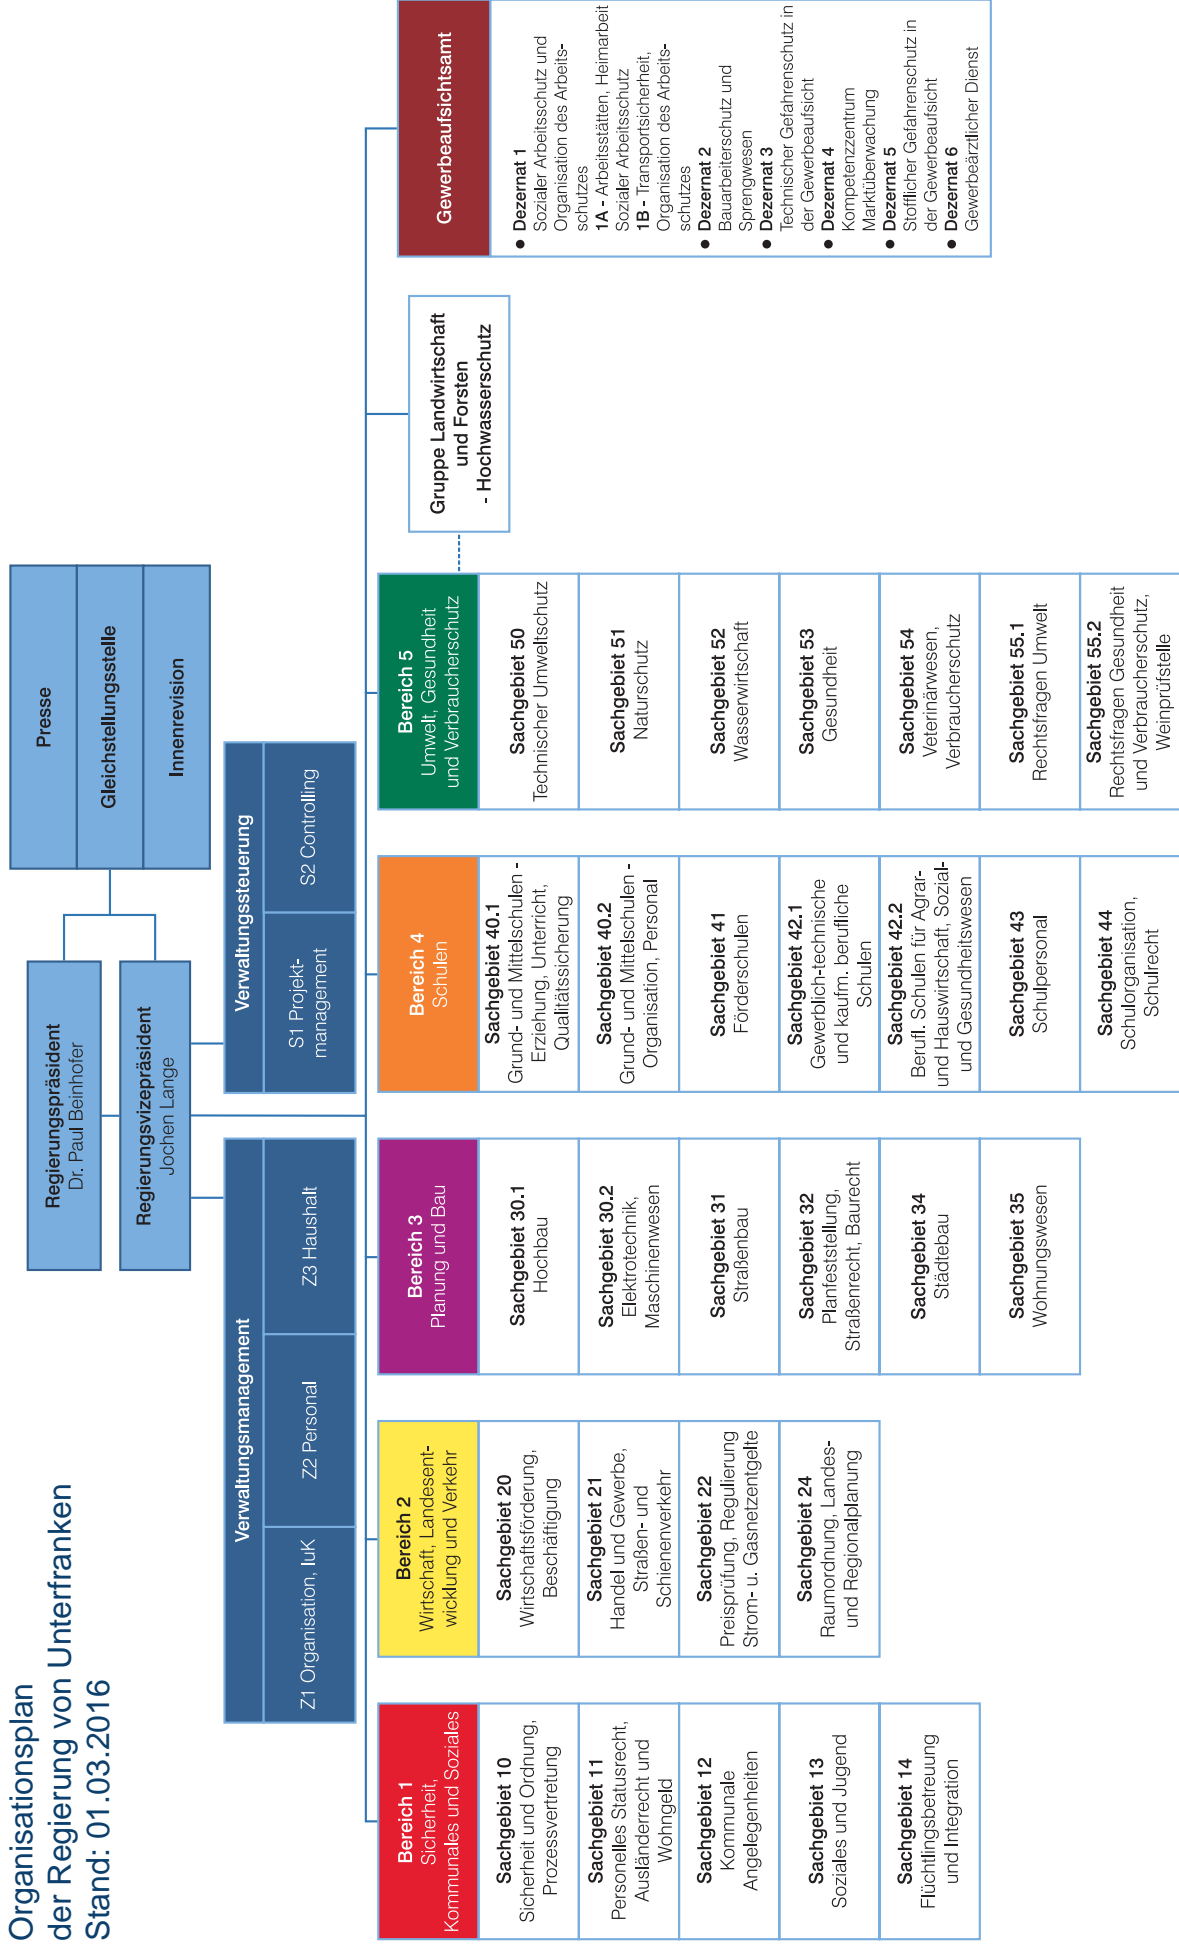 Organisationsplan
der Regierung von Unterfranken
Stand: 01.03.2016
Regierungspräsident
Dr. Paul Beinhofer
Regierungsvizepräsident
Jochen Lange
Presse
Gleichstellungsstelle
Innenrevision
Verwaltungsmanagement
Z1 Organisation, IuK
Z2 Personal
Z3 Haushalt
Verwaltungssteuerung
S1 Projekt-
management
S2 Controlling
Bereich 1
Sicherheit,
Kommunales und Soziales
Sachgebiet 10
Sicherheit und Ordnung,
Prozessvertretung
Sachgebiet 11
Personelles Statusrecht,
Ausländerrecht und
Wohngeld
Sachgebiet 12
Kommunale
Angelegenheiten
Sachgebiet 13
Soziales und Jugend
Sachgebiet 14
Flüchtlingsbetreuung
und Integration
Bereich 2
Wirtschaft, Landesent-
wicklung und Verkehr
Sachgebiet 20
Wirtschaftsförderung,
Beschäftigung
Sachgebiet 21
Handel und Gewerbe,
Straßen- und
Schienenverkehr
Sachgebiet 22
Preisprüfung, Regulierung
Strom- u. Gasnetzentgelte
Sachgebiet 24
Raumordnung, Landes-
und Regionalplanung
Bereich 3
Planung und Bau
Sachgebiet 30.1
Hochbau
Sachgebiet 30.2
Elektrotechnik,
Maschinenwesen
Sachgebiet 31
Straßenbau
Sachgebiet 32
Planfeststellung,
Straßenrecht, Baurecht
Sachgebiet 34
Städtebau
Sachgebiet 35
Wohnungswesen
Bereich 4
Schulen
Sachgebiet 40.1
Grund- und Mittelschulen -
Erziehung, Unterricht,
Qualitätssicherung
Sachgebiet 40.2
Grund- und Mittelschulen -
Organisation, Personal
Sachgebiet 41
Förderschulen
Sachgebiet 42.1
Gewerblich-technische
und kaufm. berufliche
Schulen
Sachgebiet 42.2
Berufl. Schulen für Agrar-
und Hauswirtschaft, Sozial-
und Gesundheitswesen
Sachgebiet 43
Schulpersonal
Sachgebiet 44
Schulorganisation,
Schulrecht
Bereich 5
Umwelt, Gesundheit
und Verbraucherschutz
Sachgebiet 50
Technischer Umweltschutz
Sachgebiet 51
Naturschutz
Sachgebiet 52
Wasserwirtschaft
Sachgebiet 53
Gesundheit
Sachgebiet 54
Veterinärwesen,
Verbraucherschutz
Sachgebiet 55.1
Rechtsfragen Umwelt
Sachgebiet 55.2
Rechtsfragen Gesundheit
und Verbraucherschutz,
Weinprüfstelle
Gruppe Landwirtschaft
und Forsten
- Hochwasserschutz
Gewerbeaufsichtsamt
● Dezernat 1
Sozialer Arbeitsschutz und
Organisation des Arbeits-
schutzes
1A - Arbeitsstätten, Heimarbeit
Sozialer Arbeitsschutz
1B - Transportsicherheit,
Organisation des Arbeits-
schutzes
● Dezernat 2
Bauarbeiterschutz und
Sprengwesen
● Dezernat 3
Technischer Gefahrenschutz in
der Gewerbeaufsicht
● Dezernat 4
Kompetenzzentrum
Marktüberwachung
● Dezernat 5
Stofflicher Gefahrenschutz in
der Gewerbeaufsicht
● Dezernat 6
Gewerbeärztlicher Dienst